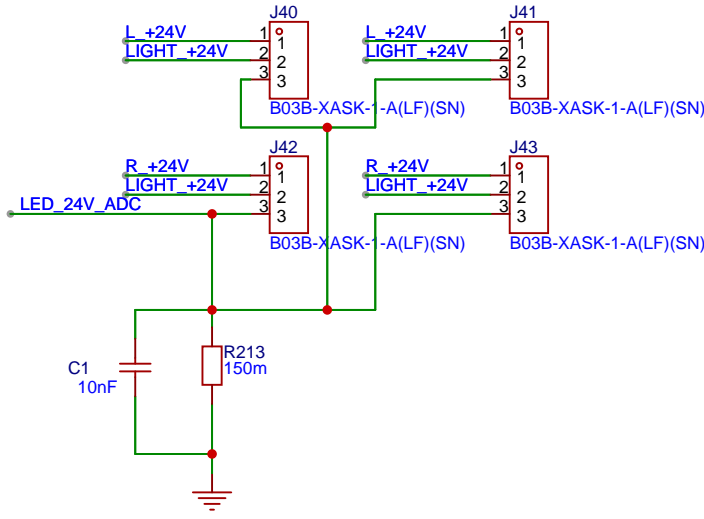 J40
L_+24V
LIGHT_+24V
1
2
3
1
2
3
B03B-XASK-1-A(LF)(SN)
J41
L_+24V
LIGHT_+24V
1
2
3
1
2
3
B03B-XASK-1-A(LF)(SN)
J42
R_+24V
LIGHT_+24V
LED_24V_ADC
1
2
3
1
2
3
B03B-XASK-1-A(LF)(SN)
J43
R_+24V
LIGHT_+24V
1
2
3
1
2
3
B03B-XASK-1-A(LF)(SN)
C1
10nF
R213
150m